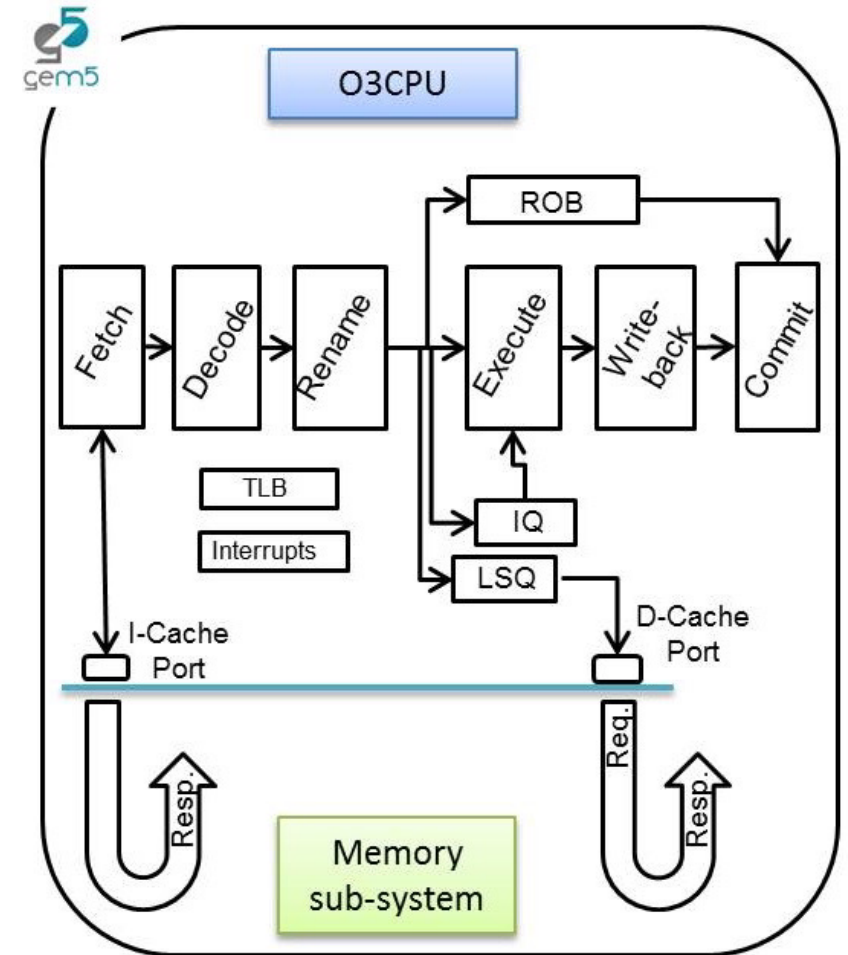 gem5
O3CPU
ROB
Fetch
Decode
Rename
Execute
Write-
back
Commit
TLB
Interrupts
IQ
LSQ
I-Cache
Port
D-Cache
Port
Resp.
Req.
Resp.
Memory
sub-system